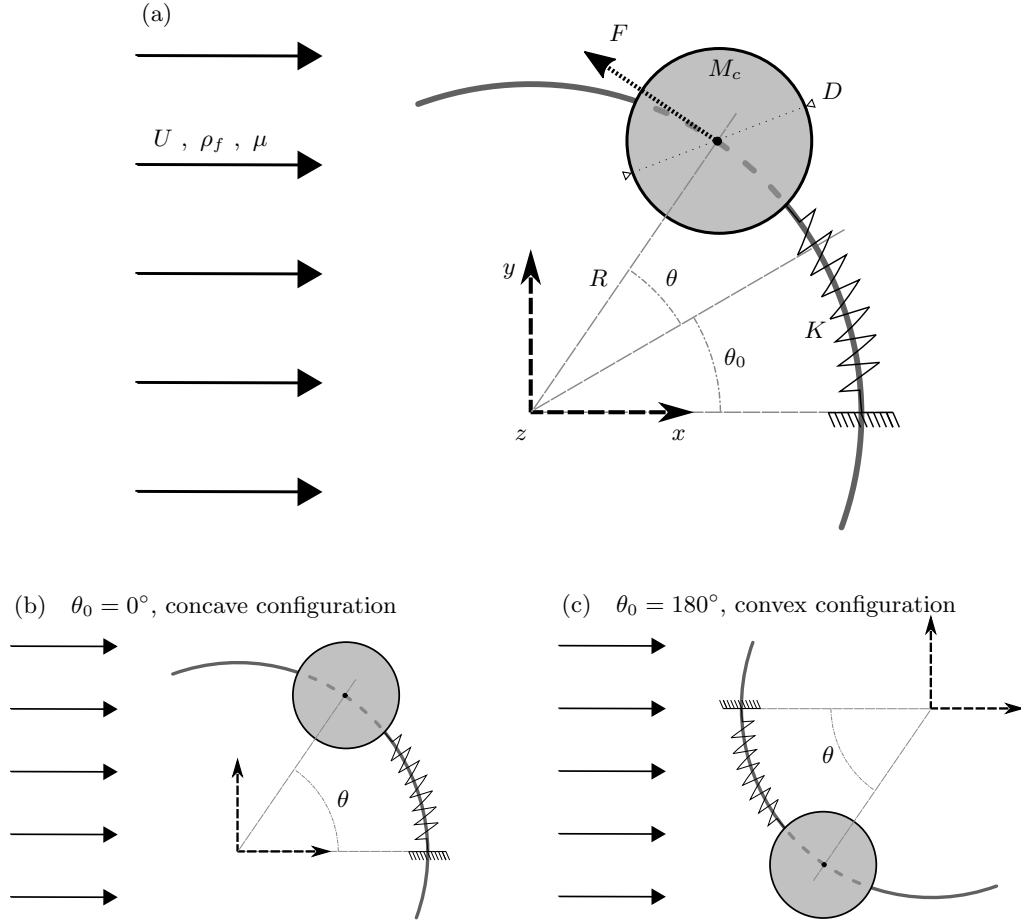 (a)
F
M_c
D
U , ρ_f , μ
y
R
θ
K
θ_0
z
x
(b) θ_0 = 0°, concave configuration
(c) θ_0 = 180°, convex configuration
θ
θ